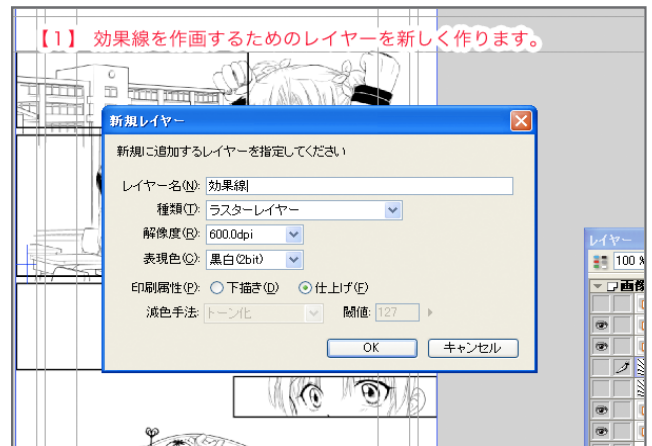 【1】 効果線を作画するためのレイヤーを新しく作ります。
新規レイヤー
新規に追加するレイヤーを指定してください
レイヤー名(N): 効果線
種類(T): ラスターレイヤー
解像度(R): 600.0dpi
表現色(C): 黒白(2bit)
印刷属性(P): 下描き(D) 仕上げ(F)
減色手法: トーン化 閾値: 127
OK キャンセル
レイヤー
100 %
画像